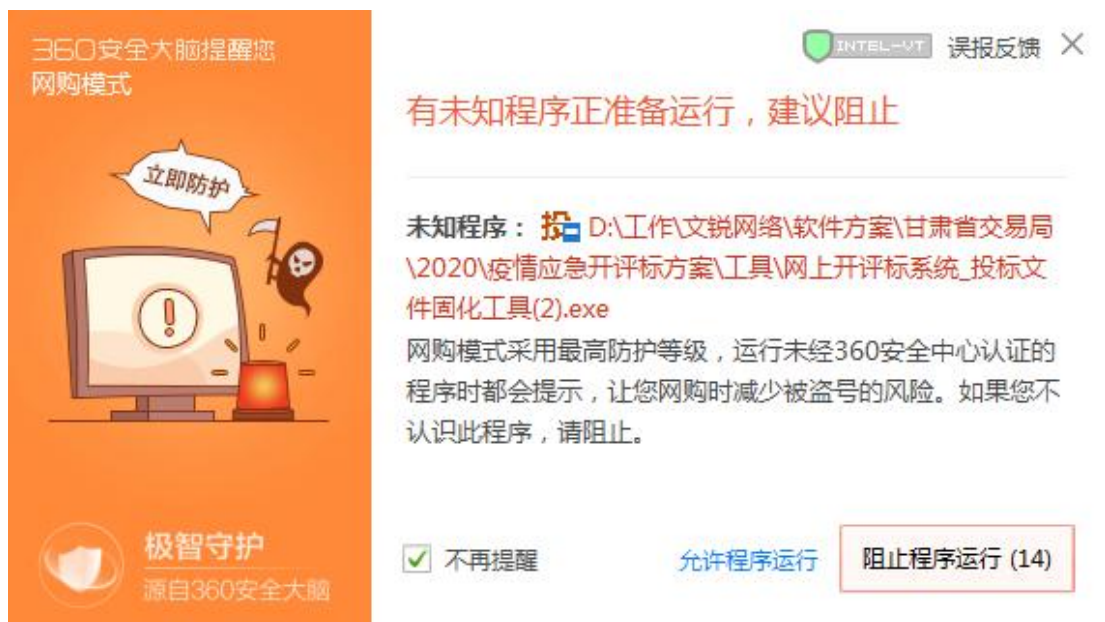 360安全大脑提醒您
网购模式
立即防护
极智守护
源自360安全大脑
INTEL-VT 误报反馈
有未知程序正准备运行，建议阻止
未知程序： 投 D:\工作\文锐网络\软件方案\甘肃省交易局
\2020\疫情应急开评标方案\工具\网上开评标系统_投标文
件固化工具(2).exe
网购模式采用最高防护等级，运行未经360安全中心认证的
程序时都会提示，让您网购时减少被盗号的风险。如果您不
认识此程序，请阻止。
不再提醒 允许程序运行 阻止程序运行 (14)